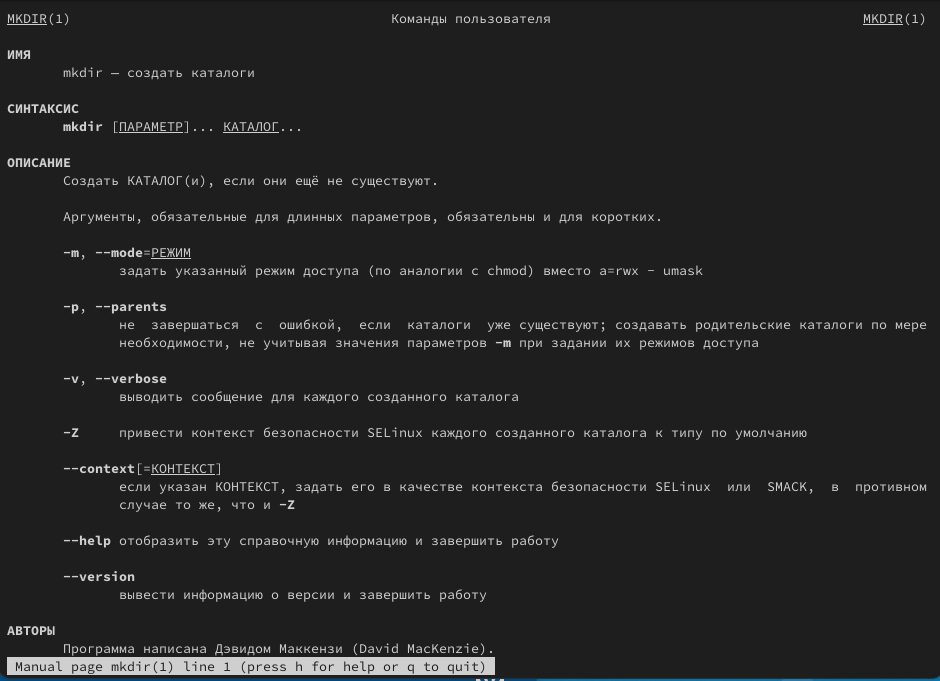 MKDIR(1) Команды пользователя MKDIR(1)
ИМЯ
mkdir — создать каталоги
СИНТАКСИС
mkdir [ПАРАМЕТР]... КАТАЛОГ...
ОПИСАНИЕ
Создать КАТАЛОГ(и), если они ещё не существуют.
Аргументы, обязательные для длинных параметров, обязательны и для коротких.
-m, --mode=РЕЖИМ
задать указанный режим доступа (по аналогии с chmod) вместо a=rwx - umask
-p, --parents
не завершаться с ошибкой, если каталоги уже существуют; создавать родительские каталоги по мере
необходимости, не учитывая значения параметров -m при задании их режимов доступа
-v, --verbose
выводить сообщение для каждого созданного каталога
-Z привести контекст безопасности SELinux каждого созданного каталога к типу по умолчанию
--context[=КОНТЕКСТ]
если указан КОНТЕКСТ, задать его в качестве контекста безопасности SELinux или SMACK, в противном
случае то же, что и -Z
--help отобразить эту справочную информацию и завершить работу
--version
вывести информацию о версии и завершить работу
АВТОРЫ
Программа написана Дэвидом Маккензи (David MacKenzie).
Manual page mkdir(1) line 1 (press h for help or q to quit)